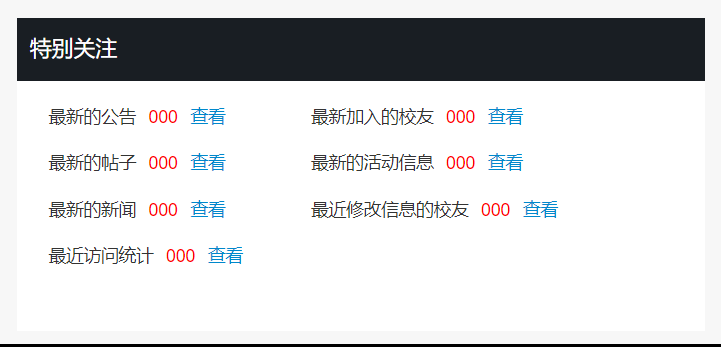 特别关注
最新的公告 000 查看 最新加入的校友 000 查看
最新的帖子 000 查看 最新的活动信息 000 查看
最新的新闻 000 查看 最近修改信息的校友 000 查看
最近访问统计 000 查看